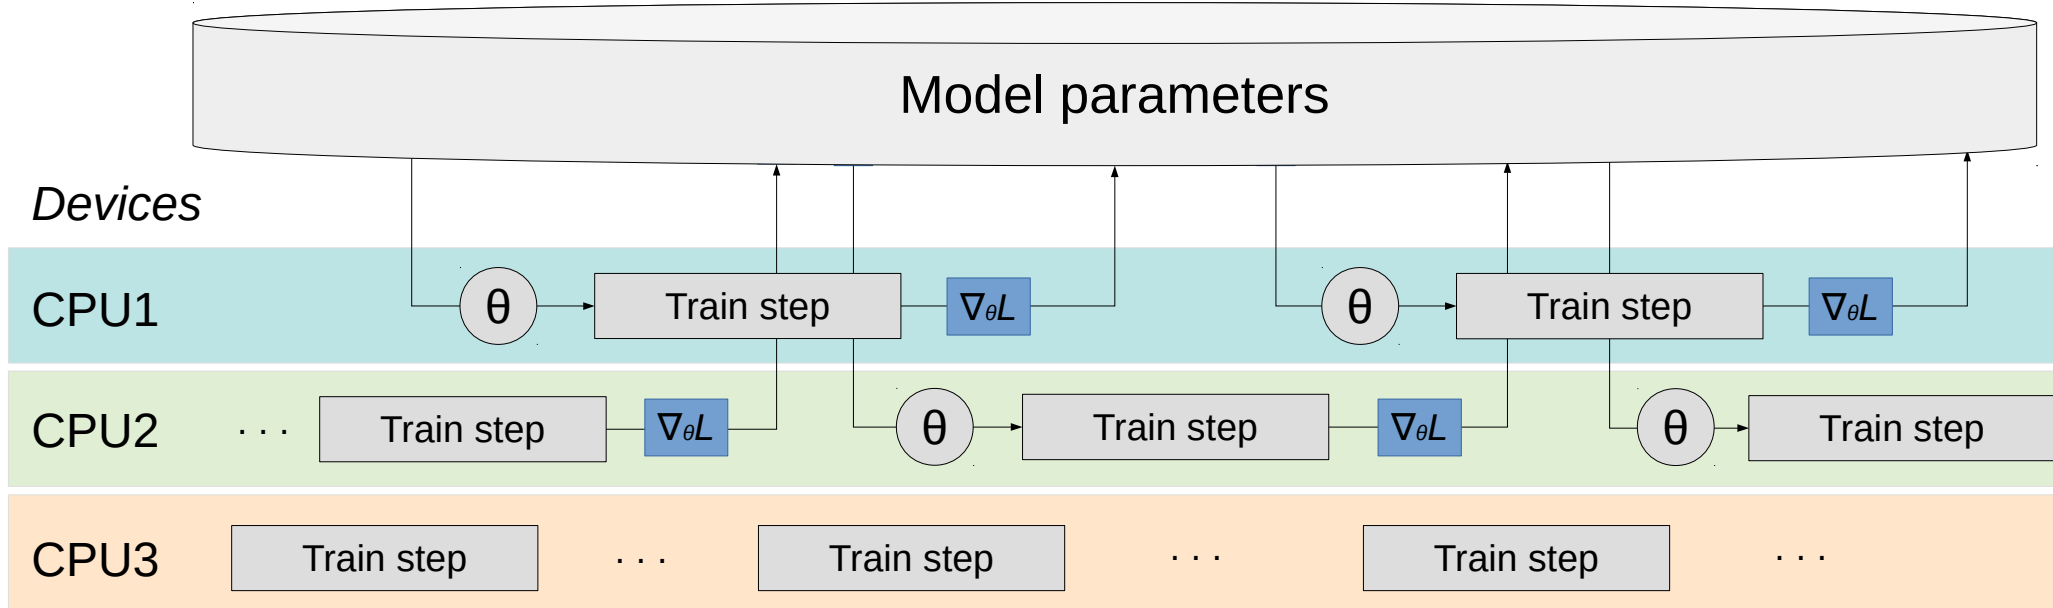 Model parameters
Devices
CPU1 θ Train step ∇θL θ Train step ∇θL
CPU2 · · · Train step ∇θL θ Train step ∇θL θ Train step
CPU3 Train step · · · Train step · · · Train step · · ·